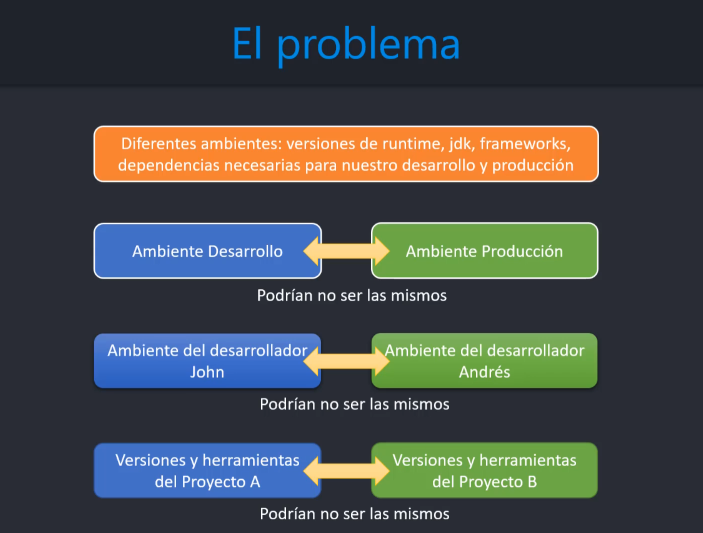 El problema
Diferentes ambientes: versiones de runtime, jdk, frameworks,
dependencias necesarias para nuestro desarrollo y producción
Ambiente Desarrollo
Ambiente Producción
Podrían no ser las mismos
Ambiente del desarrollador
John
Ambiente del desarrollador
Andrés
Podrían no ser las mismos
Versiones y herramientas
del Proyecto A
Versiones y herramientas
del Proyecto B
Podrían no ser las mismos